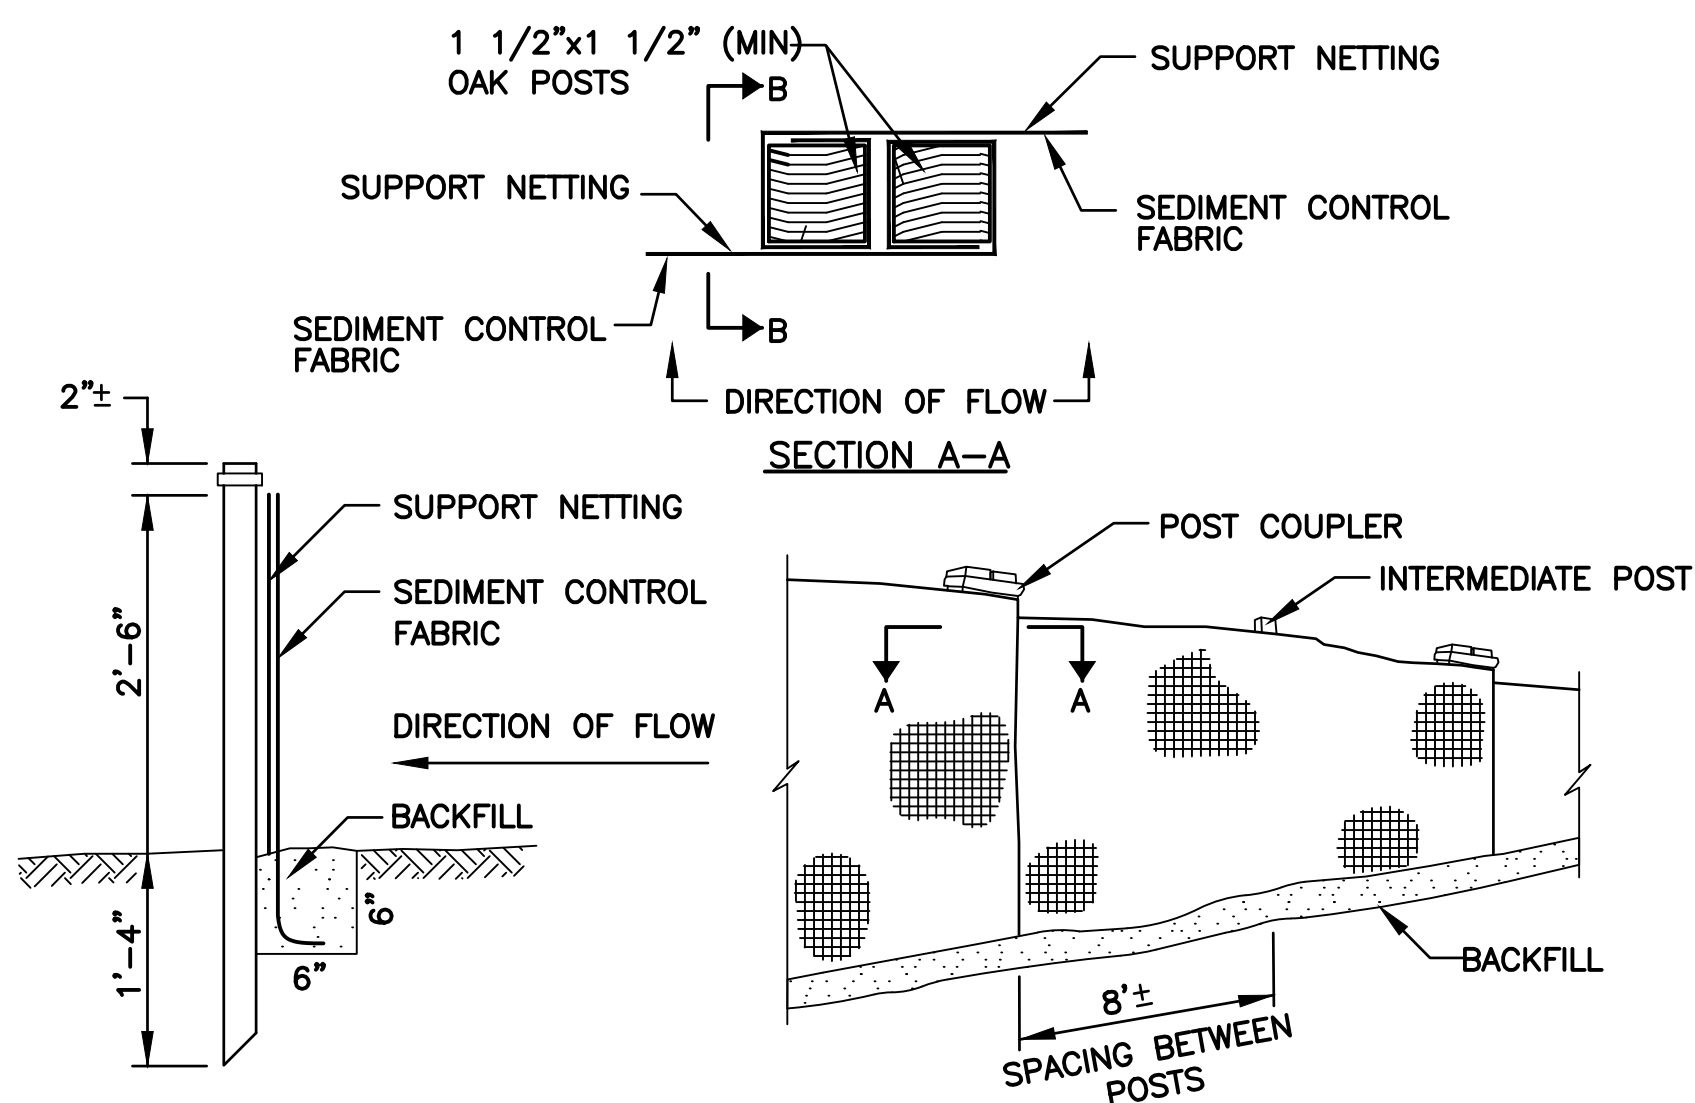 1 1/2"x1 1/2" (MIN)
OAK POSTS
B
SUPPORT NETTING
SUPPORT NETTING
SEDIMENT CONTROL
FABRIC
SEDIMENT CONTROL
FABRIC
B
DIRECTION OF FLOW
SECTION A-A
2"±
SUPPORT NETTING
SEDIMENT CONTROL
FABRIC
2'-6"
DIRECTION OF FLOW
BACKFILL
6"
1'-4"
6"
POST COUPLER
INTERMEDIATE POST
A
A
BACKFILL
8'±
SPACING BETWEEN
POSTS